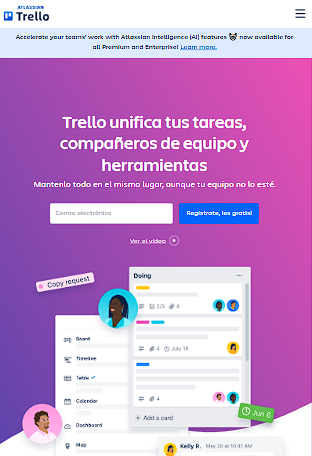 ATLASSIAN
Trello
Accelerate your teams' work with Atlassian Intelligence (AI) features 🤖 now available for
all Premium and Enterprise! Learn more.
Trello unifica tus tareas,
compañeros de equipo y
herramientas
Mantenlo todo en el mismo lugar, aunque tu equipo no lo esté.
Correo electrónico
Regístrate, ¡es gratis!
Ver el vídeo
Copy request
Doing
2/3
4
4
July 15
4
Add a card
Board
Timeline
Table
Calendar
Dashboard
Map
Jun 6
Kelly R.
May 20 at 10:41 AM